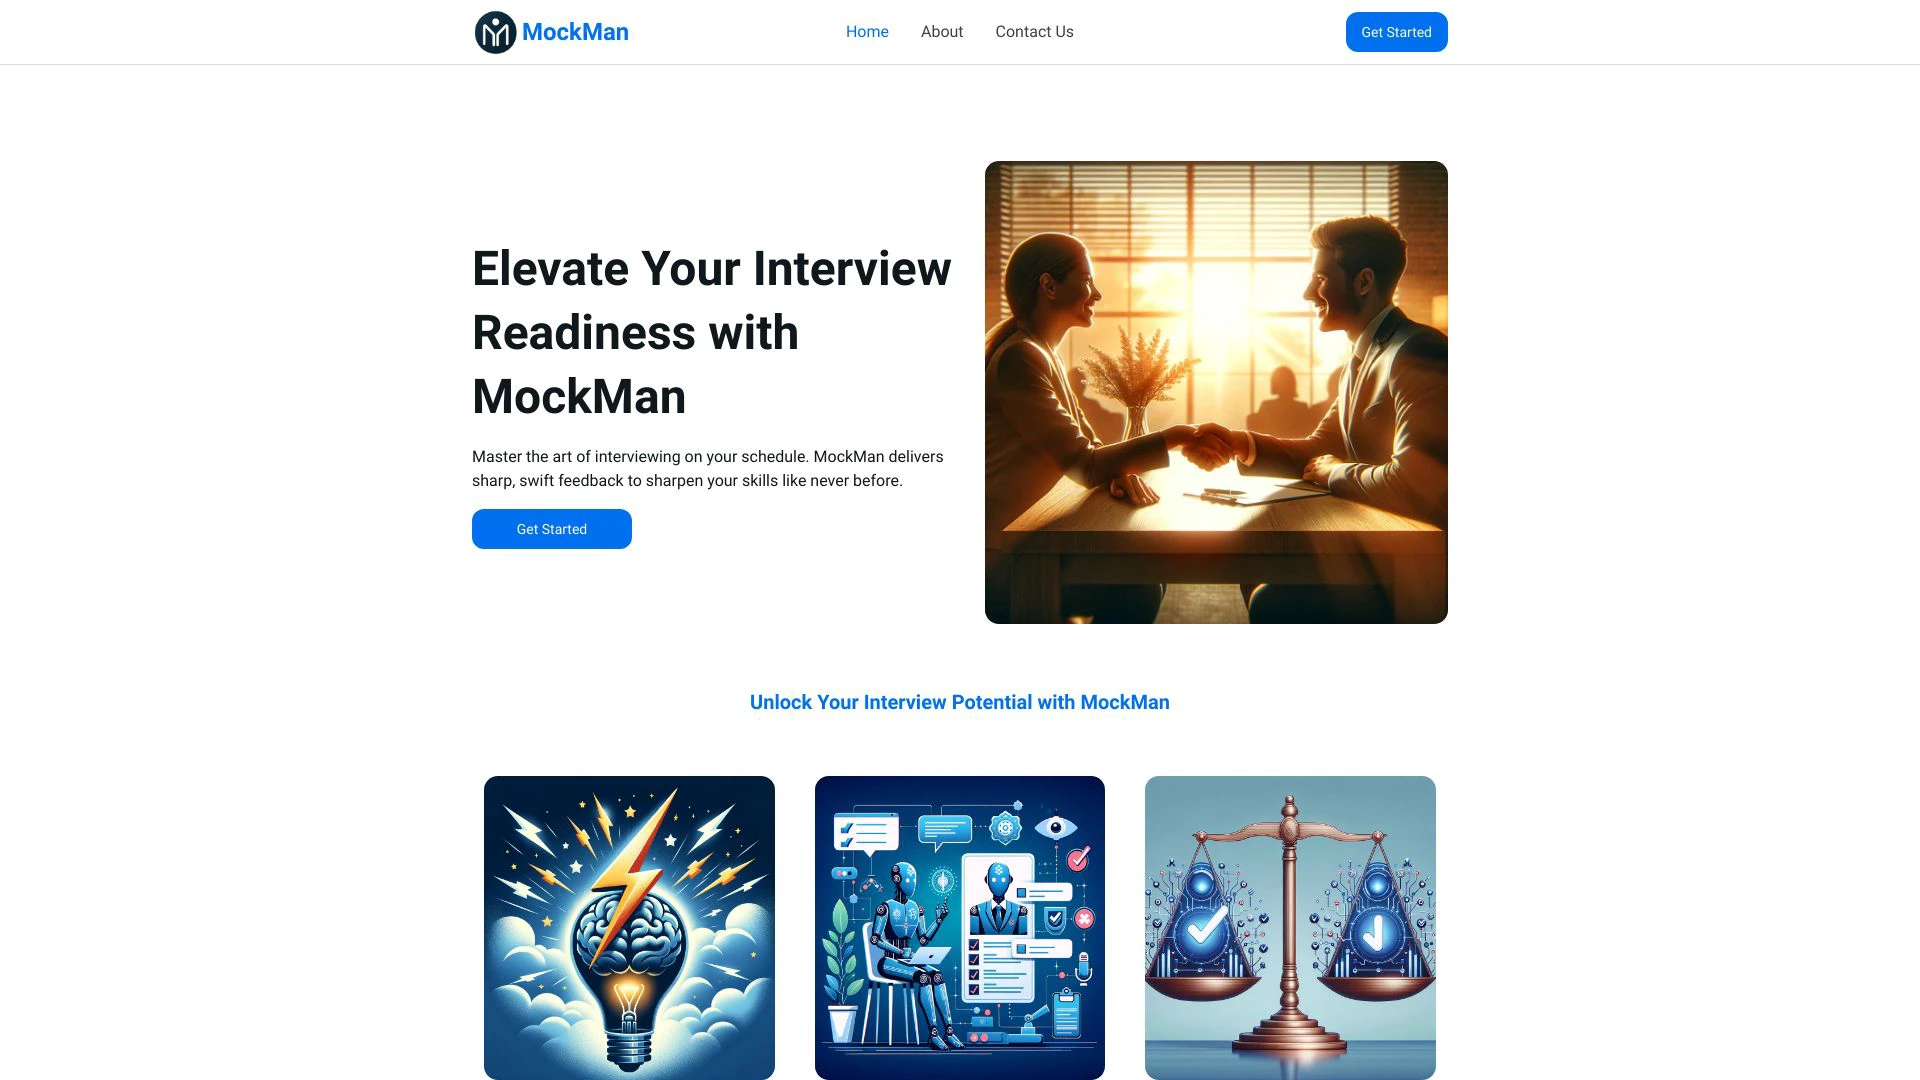 MockMan
Home
About
Contact Us
Get Started
Elevate Your Interview
Readiness with
MockMan
Master the art of interviewing on your schedule. MockMan delivers
sharp, swift feedback to sharpen your skills like never before.
Get Started
Unlock Your Interview Potential with MockMan